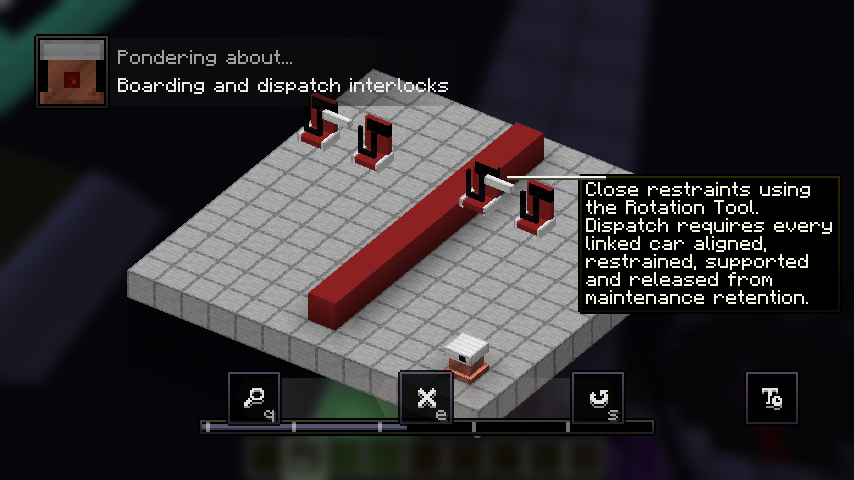 Pondering about...
Boarding and dispatch interlocks
Close restraints using
the Rotation Tool.
Dispatch requires every
linked car aligned,
restrained, supported
and released from
maintenance retention.
q
e
s
T